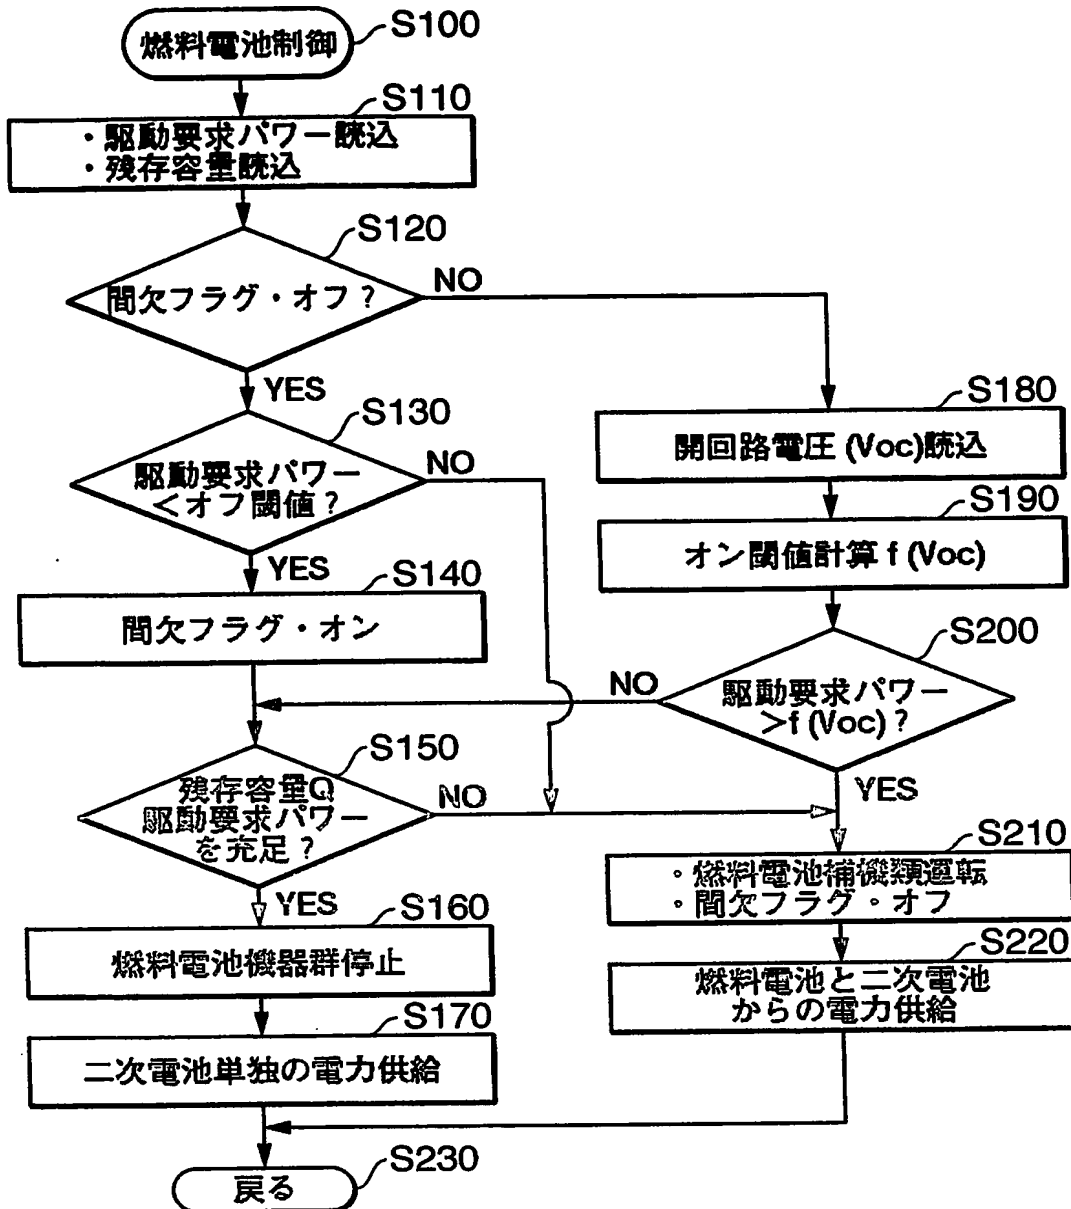 燃料電池制御
S100
S110
・駆動要求パワー読込
・残存容量読込
S120
間欠フラグ・オフ?
NO
YES
S130
駆動要求パワー
<オフ閾値?
NO
YES
S140
間欠フラグ・オン
S180
開回路電圧 (Voc)読込
S190
オン閾値計算 f (Voc)
S200
駆動要求パワー
>f (Voc) ?
NO
YES
S150
残存容量Q
駆動要求パワー
を充足?
NO
YES
S160
燃料電池機器群停止
S170
二次電池単独の電力供給
S210
・燃料電池補機類運転
・間欠フラグ・オフ
S220
燃料電池と二次電池
からの電力供給
S230
戻る